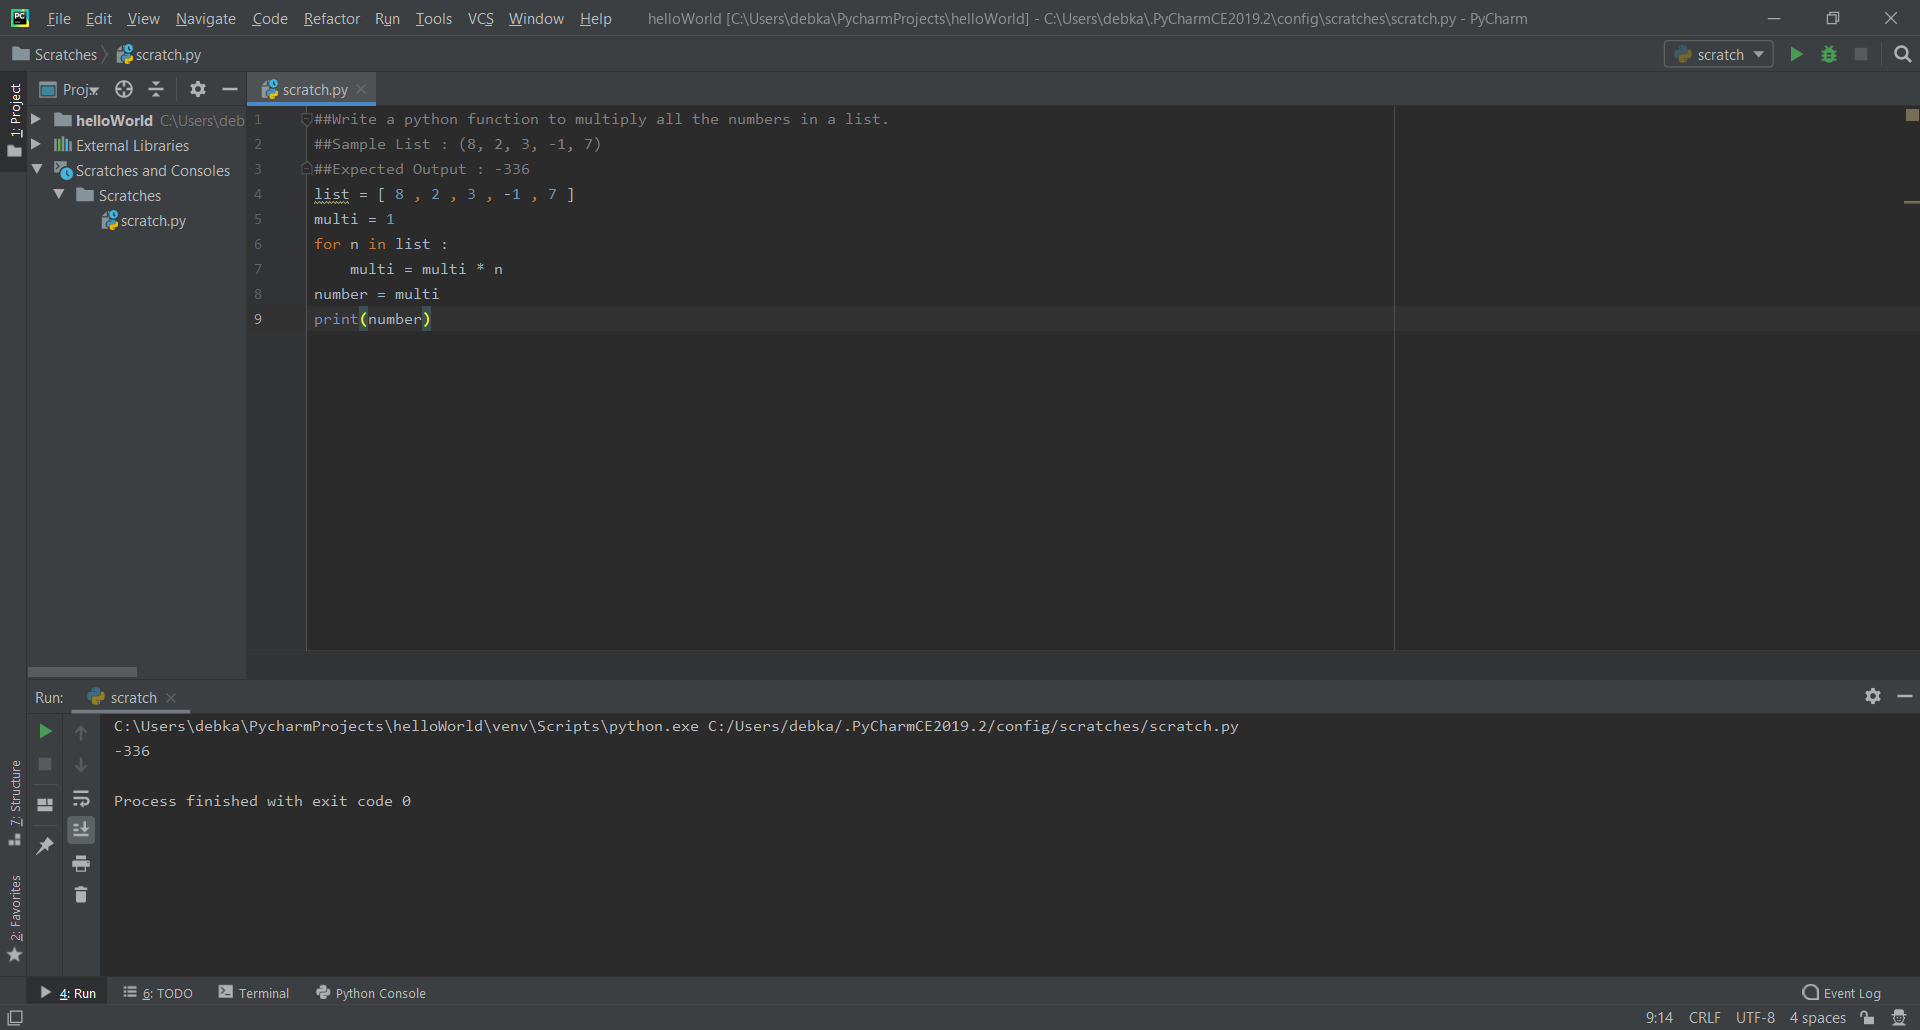 File Edit View Navigate Code Refactor Run Tools VCS Window Help helloWorld [C:\Users\debka\PycharmProjects\helloWorld] - C:\Users\debka\.PyCharmCE2019.2\config\scratches\scratch.py - PyCharm
Scratches scratch.py scratch
Proj scratch.py
1: Project
helloWorld C:\Users\deb
External Libraries
Scratches and Consoles
Scratches
scratch.py
1 ##Write a python function to multiply all the numbers in a list.
2 ##Sample List : (8, 2, 3, -1, 7)
3 ##Expected Output : -336
4 list = [ 8 , 2 , 3 , -1 , 7 ]
5 multi = 1
6 for n in list :
7     multi = multi * n
8 number = multi
9 print(number)
Run: scratch
C:\Users\debka\PycharmProjects\helloWorld\venv\Scripts\python.exe C:/Users/debka/.PyCharmCE2019.2/config/scratches/scratch.py
-336
Process finished with exit code 0
7: Structure
2: Favorites
4: Run 6: TODO Terminal Python Console Event Log
9:14 CRLF UTF-8 4 spaces